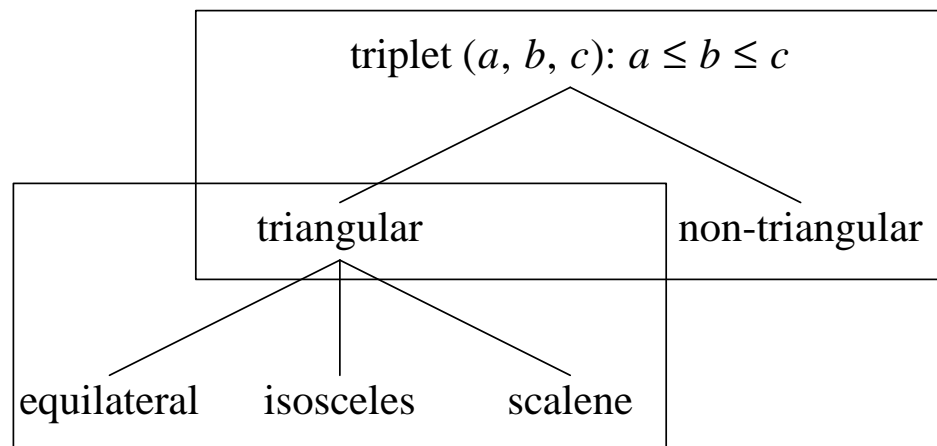 triplet (a, b, c): a ≤ b ≤ c
triangular non-triangular
equilateral isosceles scalene